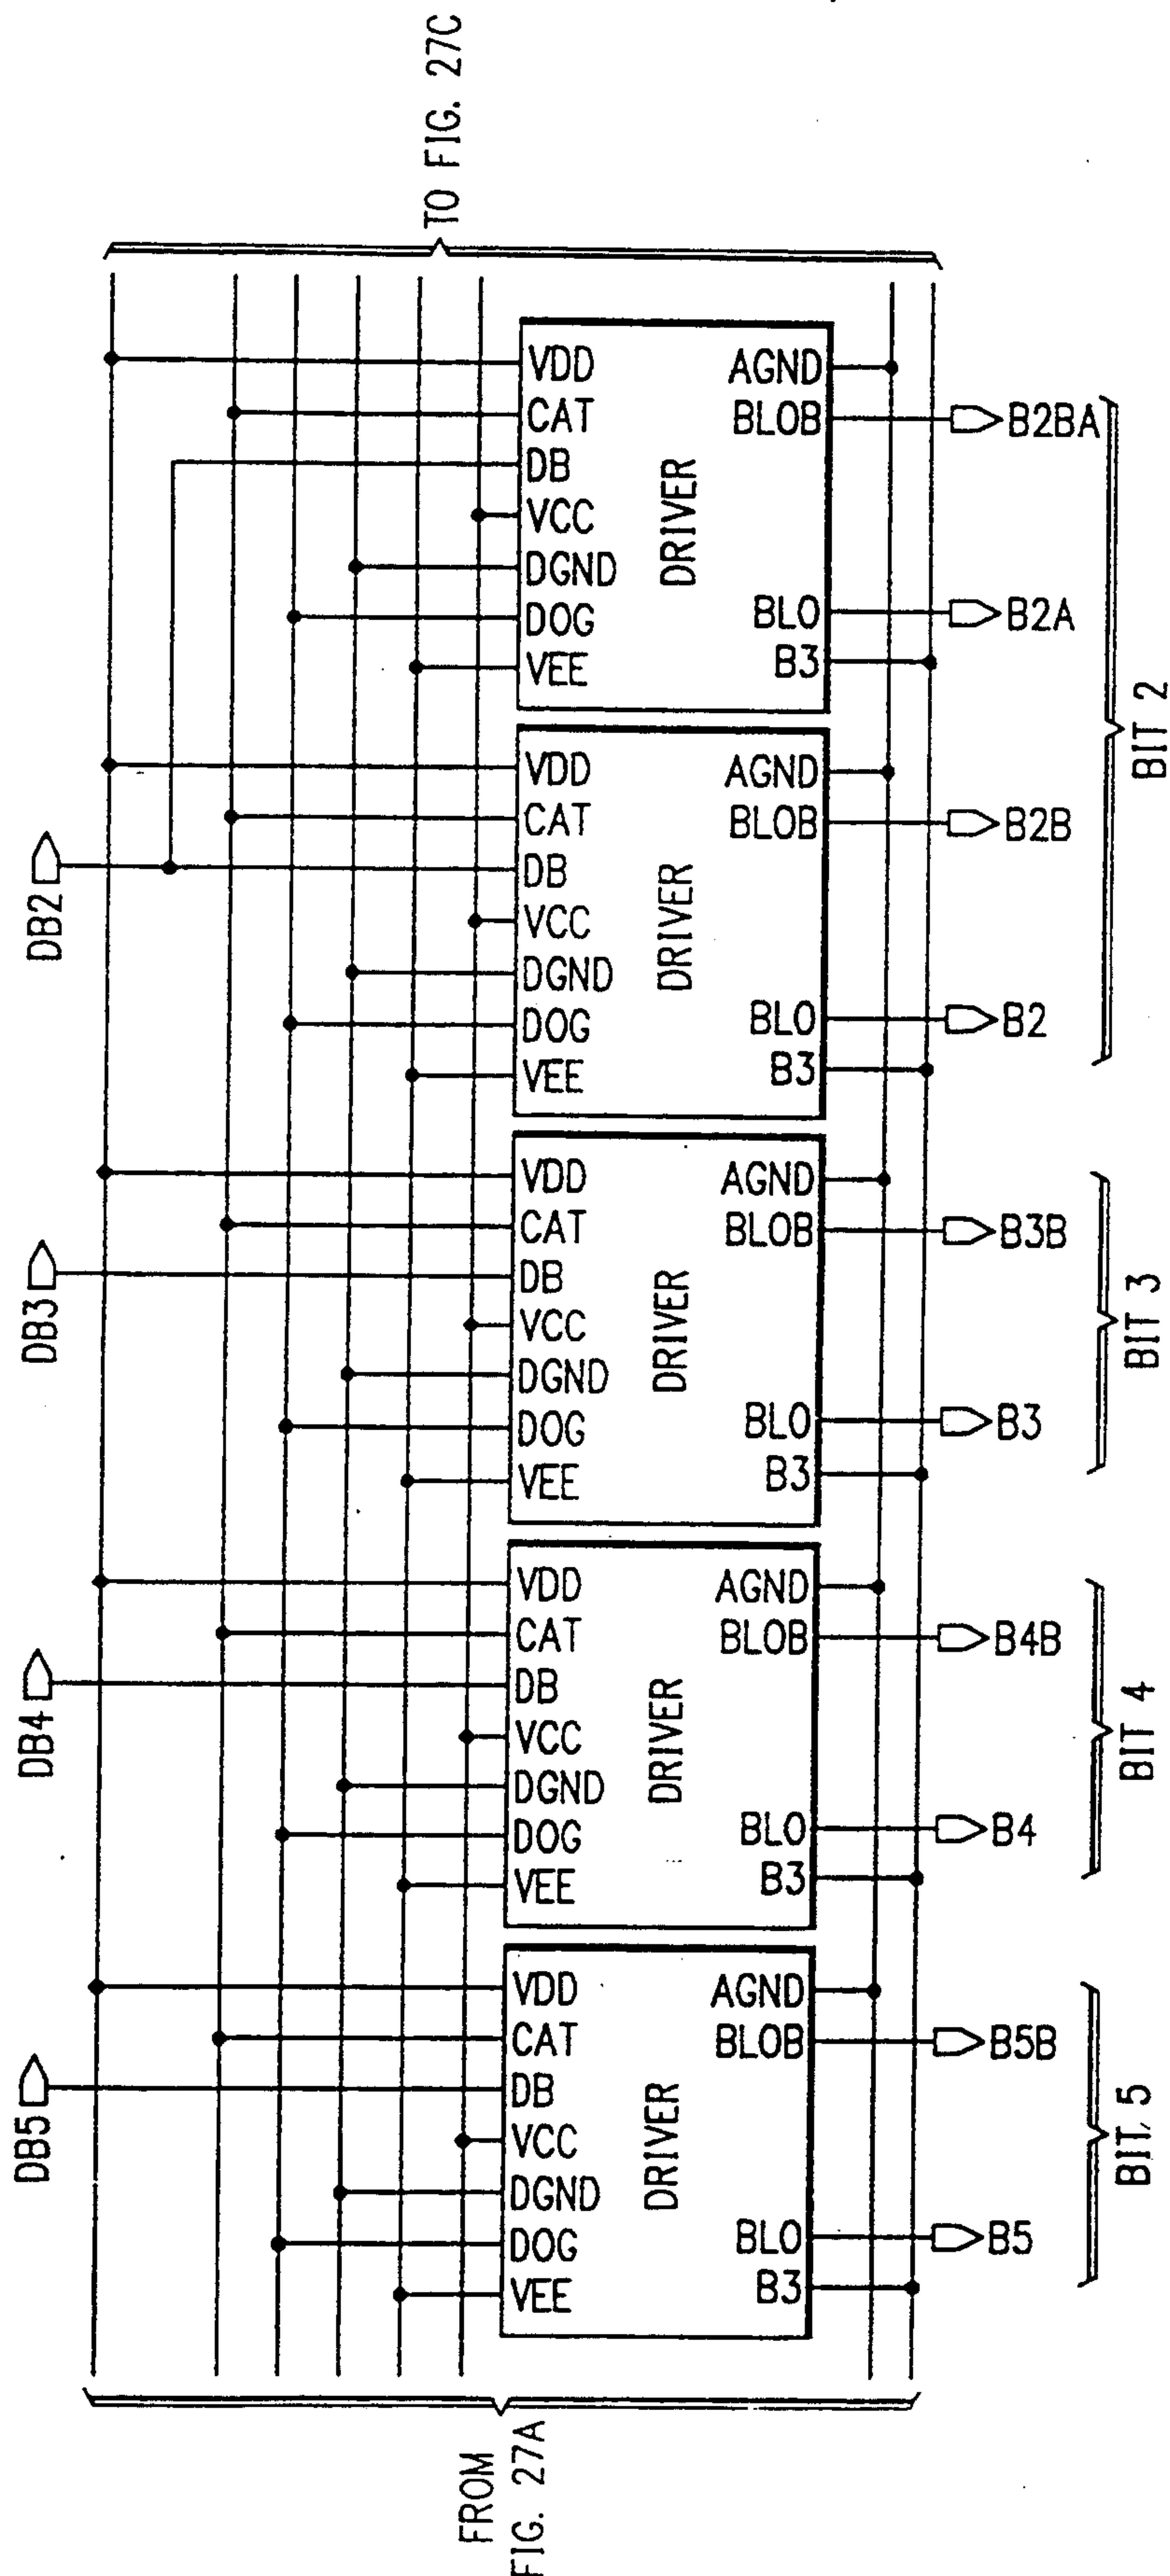 TO FIG. 27C
VDD
CAT
DB
VCC
DGND
DOG
VEE
DRIVER
AGND
BLOB
BLO
B3
B2BA
B2A
DB2
VDD
CAT
DB
VCC
DGND
DOG
VEE
DRIVER
AGND
BLOB
BLO
B3
B2B
B2
BIT 2
DB3
VDD
CAT
DB
VCC
DGND
DOG
VEE
DRIVER
AGND
BLOB
BLO
B3
B3B
B3
BIT 3
DB4
VDD
CAT
DB
VCC
DGND
DOG
VEE
DRIVER
AGND
BLOB
BLO
B3
B4B
B4
BIT 4
DB5
VDD
CAT
DB
VCC
DGND
DOG
VEE
DRIVER
AGND
BLOB
BLO
B3
B5B
B5
BIT 5
FROM
FIG. 27A